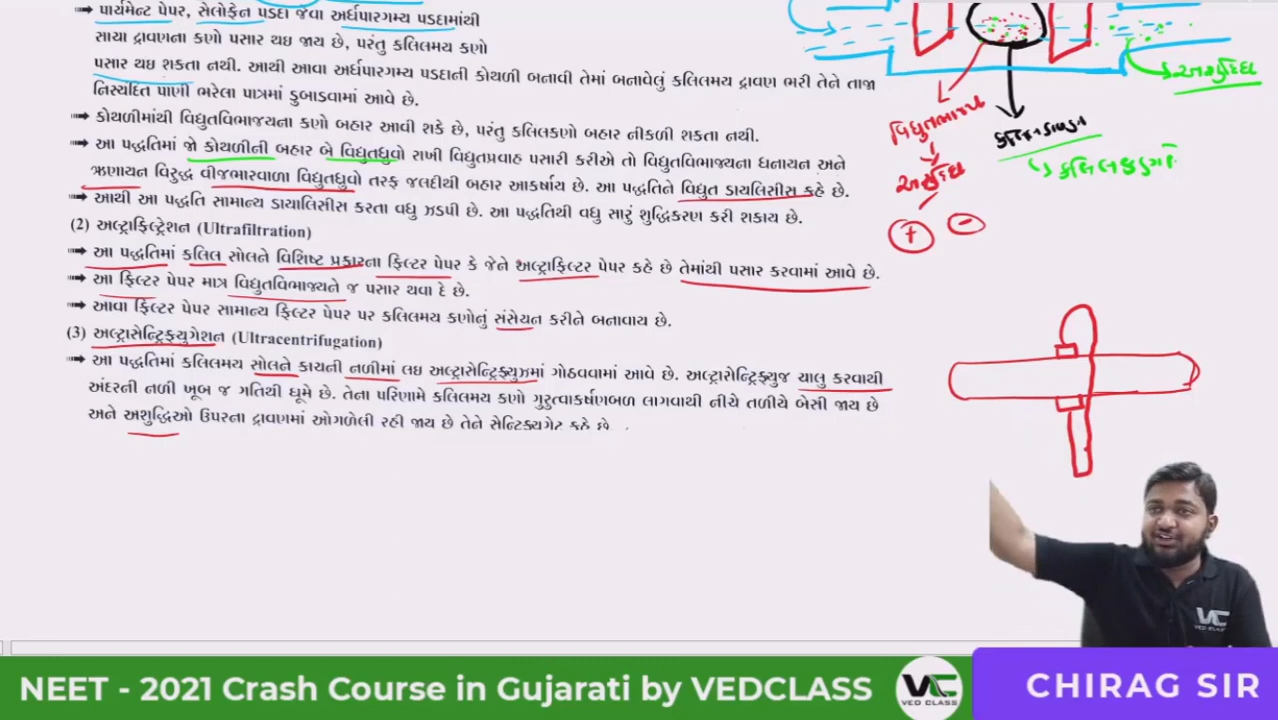 પાર્ચમેન્ટ પેપર, સેલોફેન પડદા જેવા અર્ધપારગમ્ય પડદામાંથી
સાચા દ્રાવણના કણો પસાર થઇ જાય છે, પરંતુ કલિલમય કણો
પસાર થઇ શકતા નથી. આથી આવા અર્ધપારગમ્ય પડદાની કોથળી બનાવી તેમાં બનાવેલું કલિલમય દ્રાવણ ભરી તેને તાજા
નિસ્યંદિત પાણી ભરેલા પાત્રમાં ડુબાડવામાં આવે છે.
કોથળીમાંથી વિદ્યુતવિભાજ્યના કણો બહાર આવી શકે છે, પરંતુ કલિલકણો બહાર નીકળી શકતા નથી.
આ પદ્ધતિમાં જો કોથળીની બહાર બે વિદ્યુતધ્રુવો રાખી વિદ્યુતપ્રવાહ પસારી કરીએ તો વિદ્યુતવિભાજ્યના ધનાયન અને
ઋણાયન વિરુદ્ધ વીજભારવાળા વિદ્યુતધ્રુવો તરફ જલદીથી બહાર આકર્ષાય છે. આ પદ્ધતિને વિદ્યુત ડાયલિસીસ કહે છે.
આથી આ પદ્ધતિ સામાન્ય ડાયાલિસીસ કરતા વધુ ઝડપી છે. આ પદ્ધતિથી વધુ સારું શુદ્ધિકરણ કરી શકાય છે.
(2) અલ્ટ્રાફિલ્ટ્રેશન (Ultrafiltration)
આ પદ્ધતિમાં કલિલ સોલને વિશિષ્ટ પ્રકારના ફિલ્ટર પેપર કે જેને અલ્ટ્રાફિલ્ટર પેપર કહે છે તેમાંથી પસાર કરવામાં આવે છે.
આ ફિલ્ટર પેપર માત્ર વિદ્યુતવિભાજ્યને જ પસાર થવા દે છે.
આવા ફિલ્ટર પેપર સામાન્ય ફિલ્ટર પેપર પર કલિલમય કણોનું સંસેચન કરીને બનાવાય છે.
(3) અલ્ટ્રાસેન્ટ્રિફ્યુગેશન (Ultracentrifugation)
આ પદ્ધતિમાં કલિલમય સોલને કાચની નળીમાં લઇ અલ્ટ્રાસેન્ટ્રિફ્યુઝમાં ગોઠવવામાં આવે છે. અલ્ટ્રાસેન્ટ્રિફ્યુજ ચાલુ કરવાથી
અંદરની નળી ખૂબ જ ગતિથી ઘૂમે છે. તેના પરિણામે કલિલમય કણો ગુરુત્વાકર્ષણબળ લાગવાથી નીચે તળીયે બેસી જાય છે
અને અશુદ્ધિઓ ઉપરના દ્રાવણમાં ઓગળેલી રહી જાય છે તેને સેન્ટ્રિક્યુગેટ કહે છે.
અશુદ્ધિ
અશુદ્ધિ
+
−
VC
VED CLASS
NEET - 2021 Crash Course in Gujarati by VEDCLASS
VC
VED CLASS
CHIRAG SIR